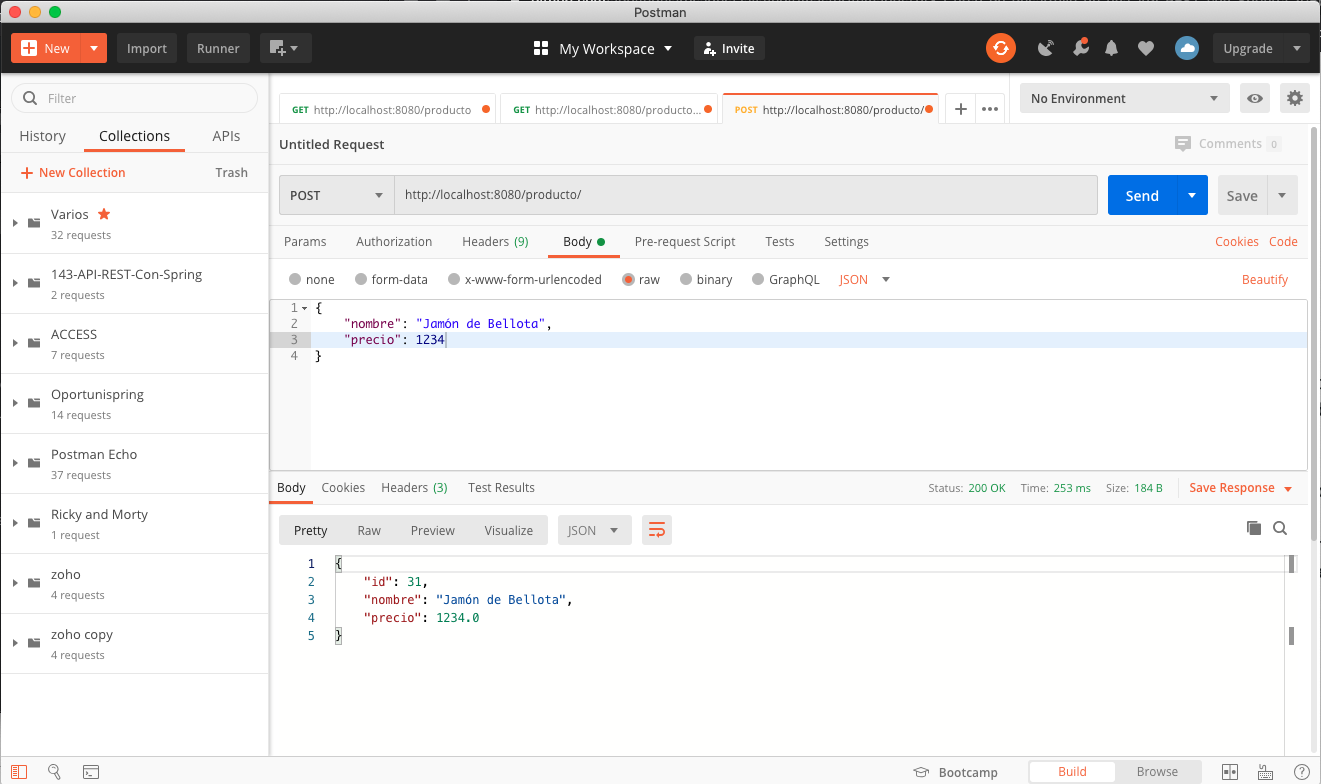 Postman
New Import Runner My Workspace Invite Upgrade
Filter
History Collections APIs
New Collection Trash
Varios
32 requests
143-API-REST-Con-Spring
2 requests
ACCESS
7 requests
Oportunispring
14 requests
Postman Echo
37 requests
Ricky and Morty
1 request
zoho
4 requests
zoho copy
4 requests
GET http://localhost:8080/producto GET http://localhost:8080/producto... POST http://localhost:8080/producto/ No Environment
Untitled Request Comments 0
POST http://localhost:8080/producto/ Send Save
Params Authorization Headers (9) Body Pre-request Script Tests Settings Cookies Code
none form-data x-www-form-urlencoded raw binary GraphQL JSON Beautify
1 {
2 "nombre": "Jamón de Bellota",
3 "precio": 1234
4 }
Body Cookies Headers (3) Test Results Status: 200 OK Time: 253 ms Size: 184 B Save Response
Pretty Raw Preview Visualize JSON
1 {
2 "id": 31,
3 "nombre": "Jamón de Bellota",
4 "precio": 1234.0
5 }
Bootcamp Build Browse